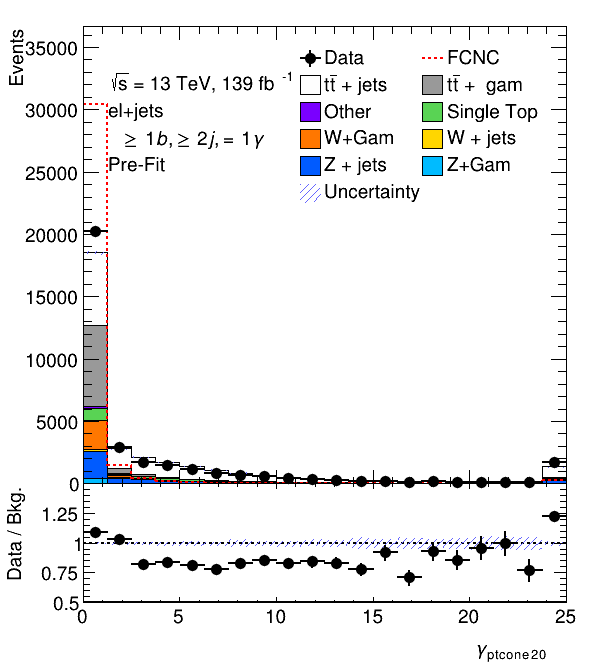 Events
35000
30000
25000
20000
15000
10000
5000
0
√s = 13 TeV, 139 fb -1
el+jets
≥ 1b, ≥ 2j, = 1γ
Pre-Fit
Data
FCNC
tt̄ + jets
tt̄ + gam
Other
Single Top
W+Gam
W + jets
Z + jets
Z+Gam
Uncertainty
Data / Bkg.
1.25
1
0.75
0.5
0 5 10 15 20 25
γ ptcone20